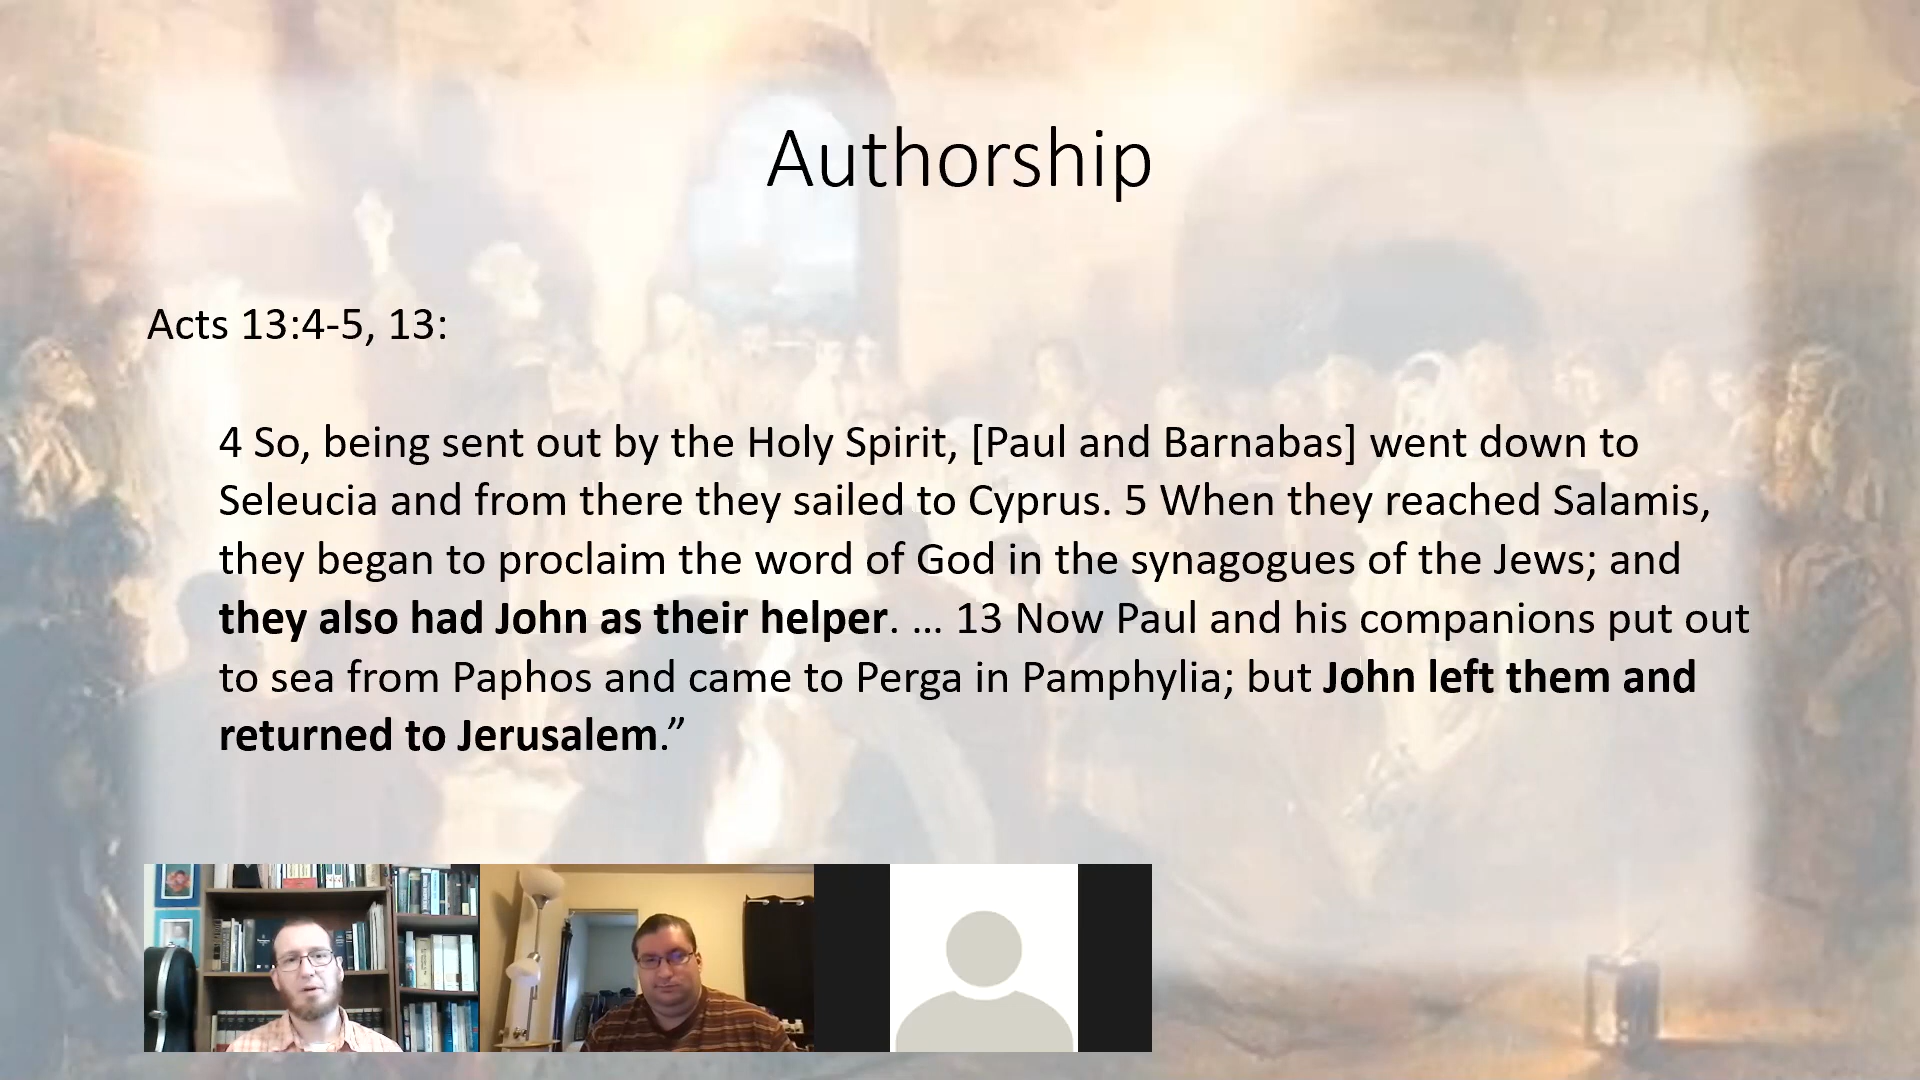 Authorship
Acts 13:4-5, 13:
4 So, being sent out by the Holy Spirit, [Paul and Barnabas] went down to
Seleucia and from there they sailed to Cyprus. 5 When they reached Salamis,
they began to proclaim the word of God in the synagogues of the Jews; and
they also had John as their helper. … 13 Now Paul and his companions put out
to sea from Paphos and came to Perga in Pamphylia; but John left them and
returned to Jerusalem.”